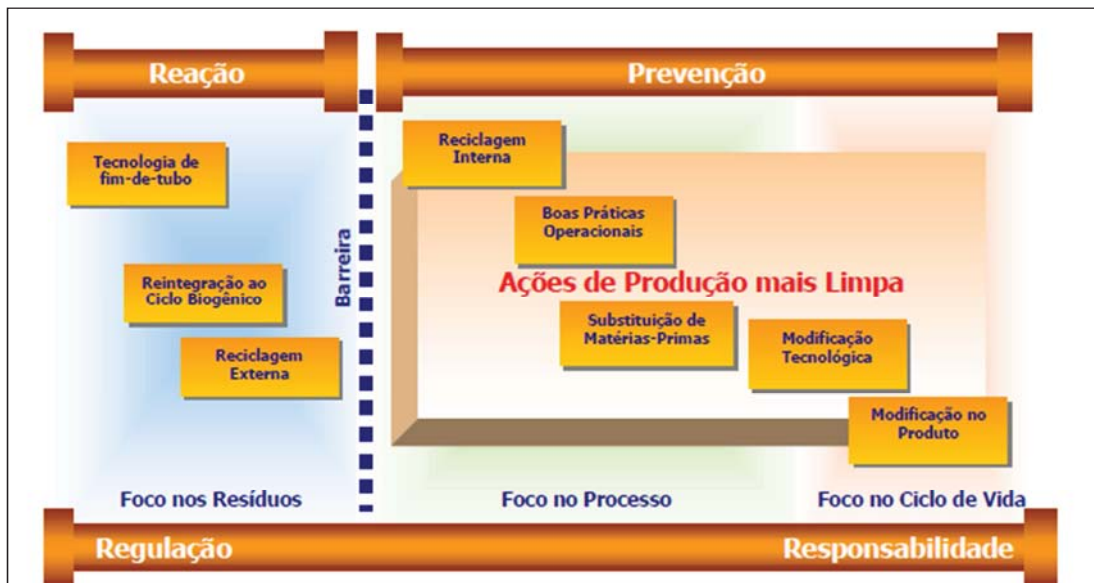 Reação
Prevenção
Tecnologia de
fim-de-tubo
Reintegração ao
Ciclo Biogênico
Reciclagem
Externa
Barreira
Reciclagem
Interna
Boas Práticas
Operacionais
Ações de Produção mais Limpa
Substituição de
Matérias-Primas
Modificação
Tecnológica
Modificação no
Produto
Foco nos Resíduos
Foco no Processo
Foco no Ciclo de Vida
Regulação
Responsabilidade